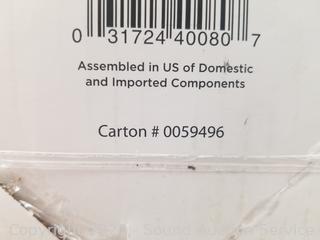 0 31724 40080 7
Assembled in US of Domestic
and Imported Components
Carton # 0059496